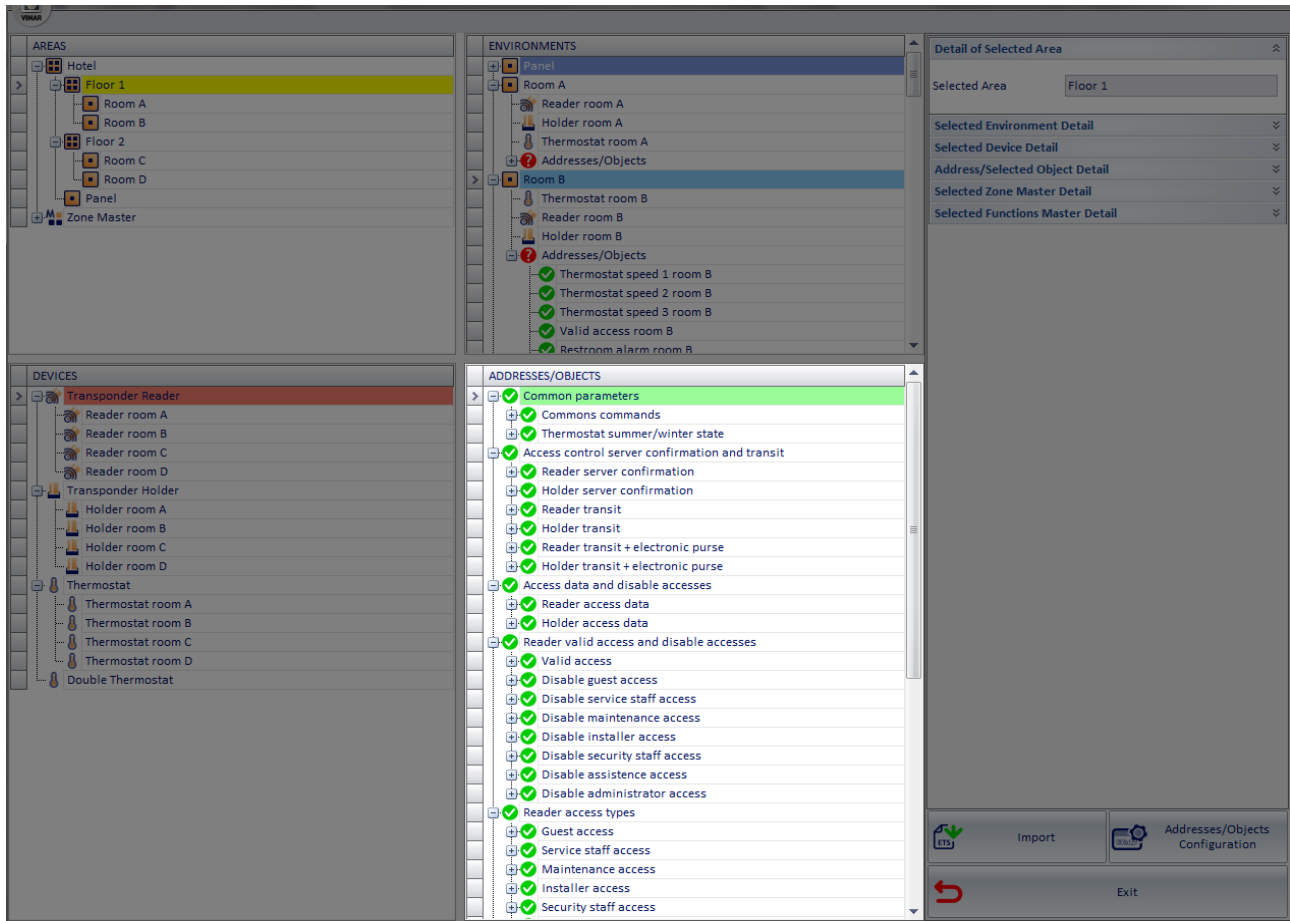 VIMAR
AREAS
Hotel
Floor 1
Room A
Room B
Floor 2
Room C
Room D
Panel
Zone Master
ENVIRONMENTS
Panel
Room A
Reader room A
Holder room A
Thermostat room A
Addresses/Objects
Room B
Thermostat room B
Reader room B
Holder room B
Addresses/Objects
Thermostat speed 1 room B
Thermostat speed 2 room B
Thermostat speed 3 room B
Valid access room B
Restroom alarm room B
Detail of Selected Area
Selected Area Floor 1
Selected Environment Detail
Selected Device Detail
Address/Selected Object Detail
Selected Zone Master Detail
Selected Functions Master Detail
DEVICES
Transponder Reader
Reader room A
Reader room B
Reader room C
Reader room D
Transponder Holder
Holder room A
Holder room B
Holder room C
Holder room D
Thermostat
Thermostat room A
Thermostat room B
Thermostat room C
Thermostat room D
Double Thermostat
ADDRESSES/OBJECTS
Common parameters
Commons commands
Thermostat summer/winter state
Access control server confirmation and transit
Reader server confirmation
Holder server confirmation
Reader transit
Holder transit
Reader transit + electronic purse
Holder transit + electronic purse
Access data and disable accesses
Reader access data
Holder access data
Reader valid access and disable accesses
Valid access
Disable guest access
Disable service staff access
Disable maintenance access
Disable installer access
Disable security staff access
Disable assistence access
Disable administrator access
Reader access types
Guest access
Service staff access
Maintenance access
Installer access
Security staff access
ETS
Import
Addresses/Objects
Configuration
Exit